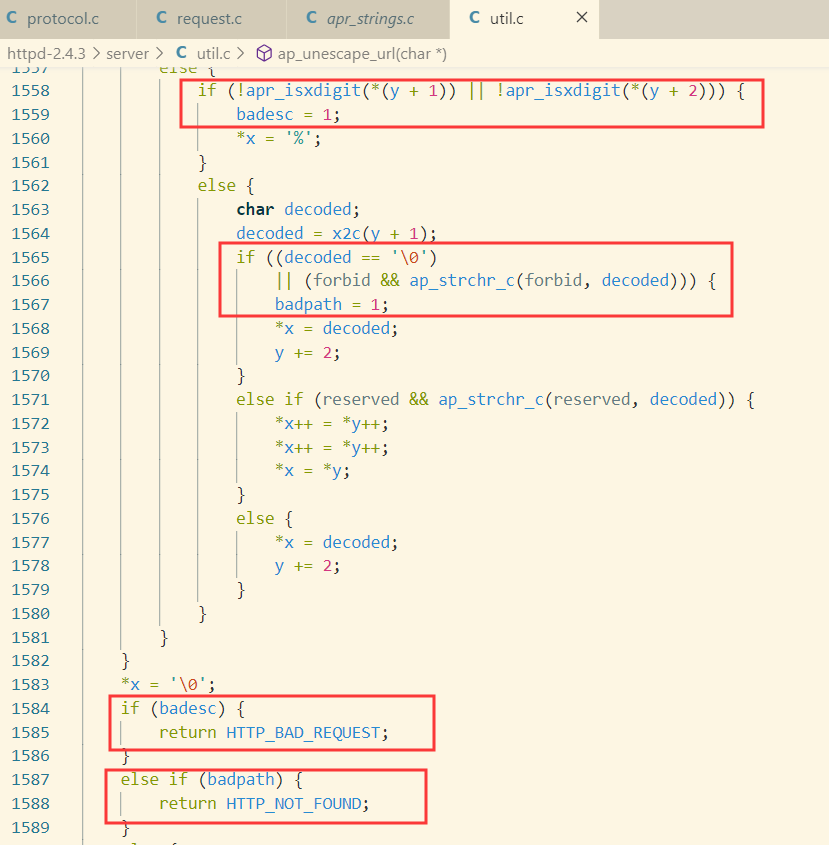 C protocol.c C request.c C apr_strings.c C util.c ×
httpd-2.4.3 > server > C util.c > ap_unescape_url(char *)
1557 else {
1558 if (!apr_isxdigit(*(y + 1)) || !apr_isxdigit(*(y + 2))) {
1559 badesc = 1;
1560 *x = '%';
1561 }
1562 else {
1563 char decoded;
1564 decoded = x2c(y + 1);
1565 if ((decoded == '\0')
1566 || (forbid && ap_strchr_c(forbid, decoded))) {
1567 badpath = 1;
1568 *x = decoded;
1569 y += 2;
1570 }
1571 else if (reserved && ap_strchr_c(reserved, decoded)) {
1572 *x++ = *y++;
1573 *x++ = *y++;
1574 *x = *y;
1575 }
1576 else {
1577 *x = decoded;
1578 y += 2;
1579 }
1580 }
1581 }
1582 }
1583 *x = '\0';
1584 if (badesc) {
1585 return HTTP_BAD_REQUEST;
1586 }
1587 else if (badpath) {
1588 return HTTP_NOT_FOUND;
1589 }